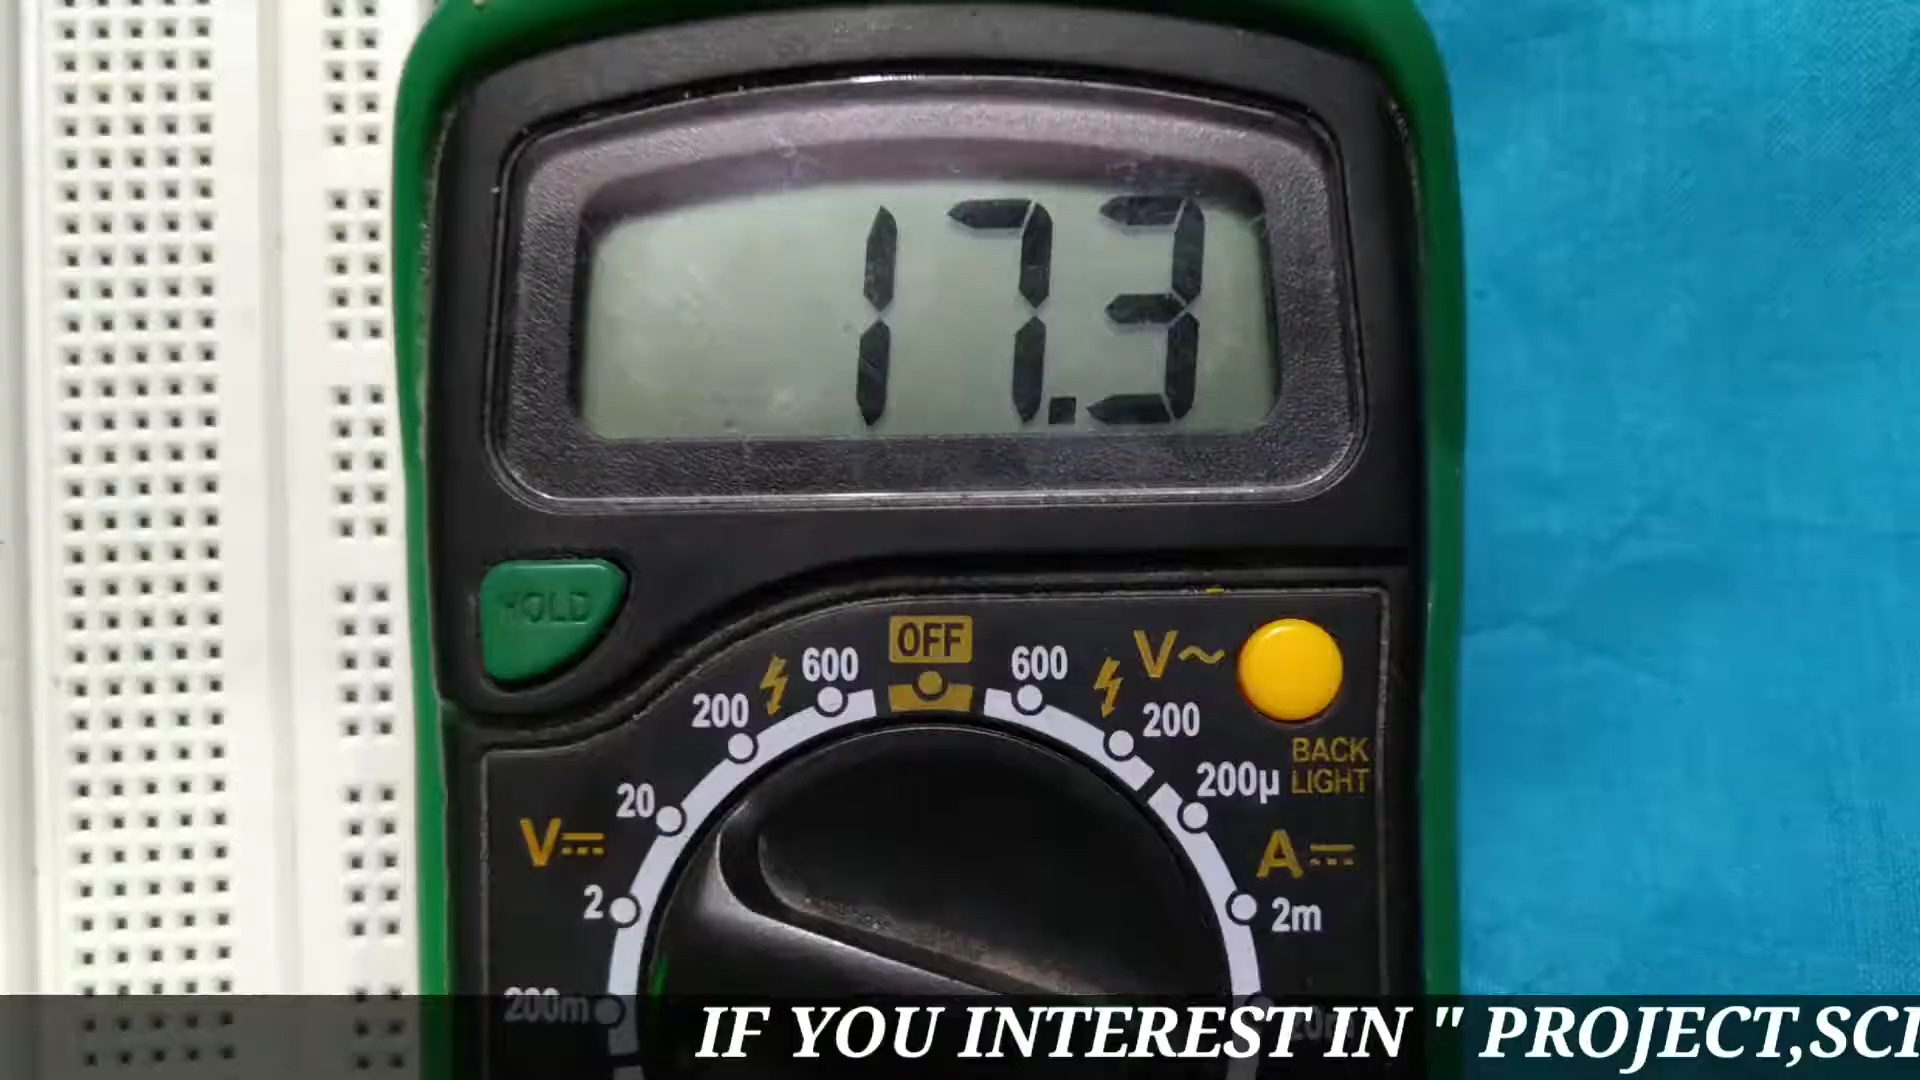 17.3
HOLD
OFF
600
600
V~
200
200
BACK
LIGHT
200µ
20
V
A
2
2m
200m
20m
IF YOU INTEREST IN " PROJECT,SCI